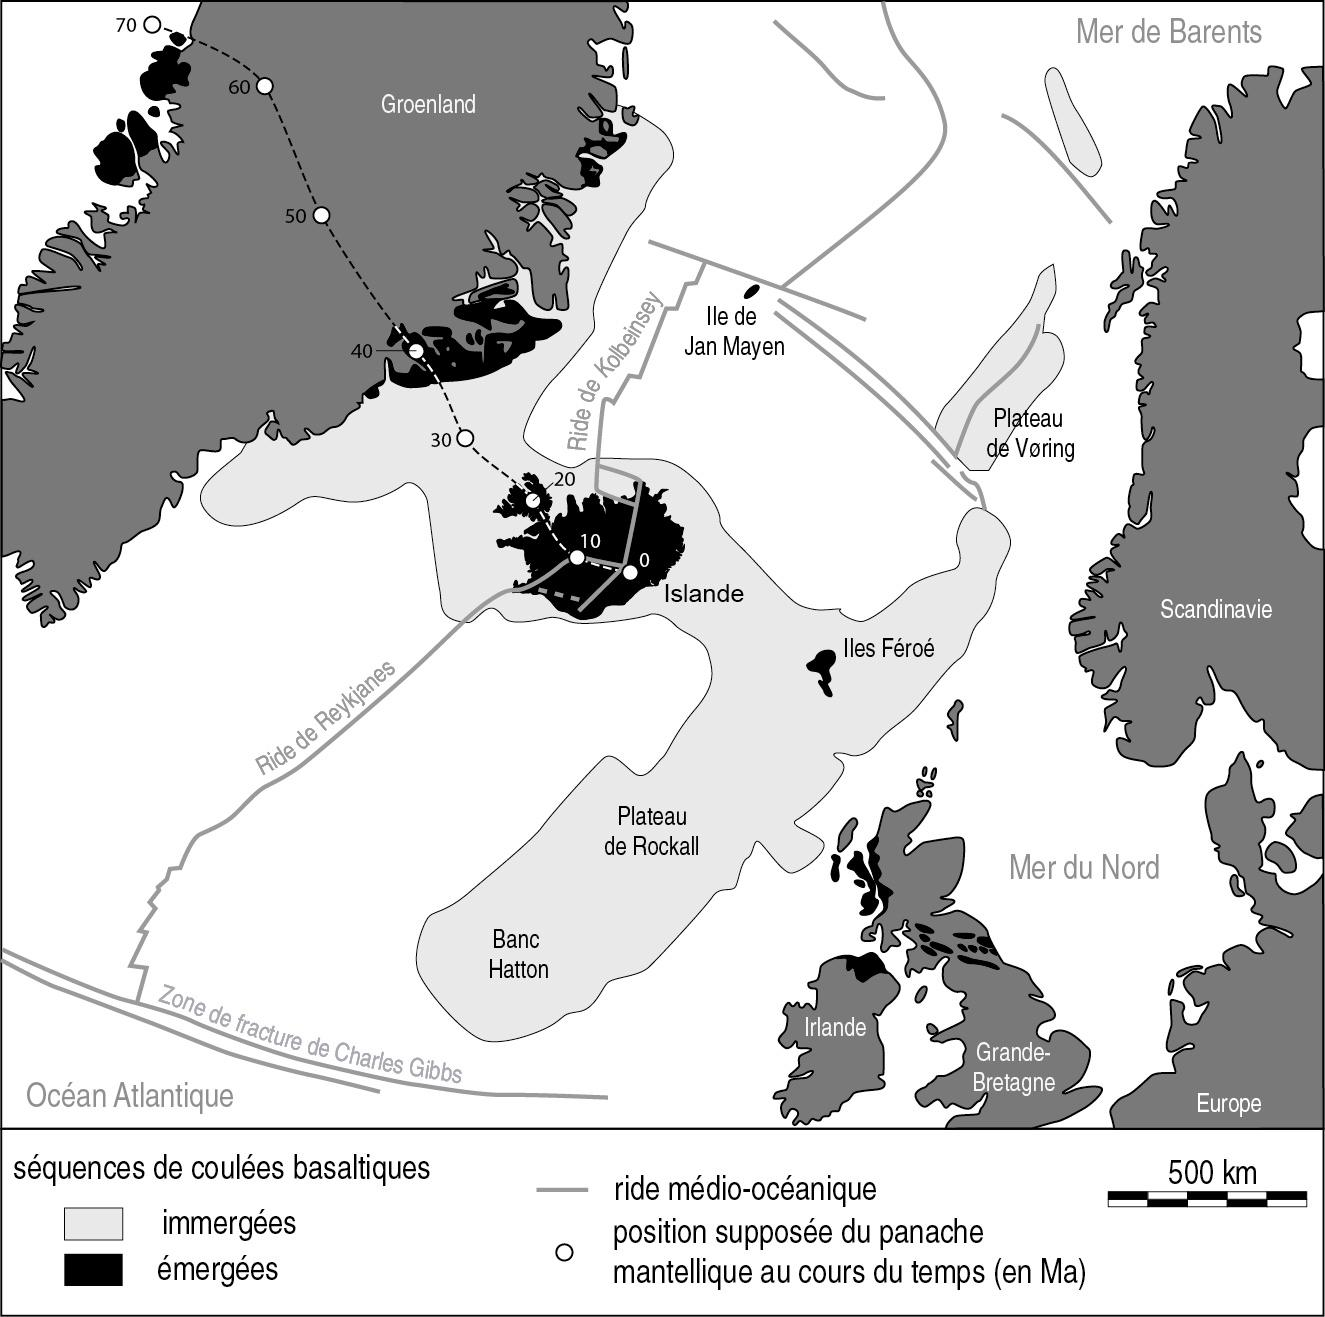 70
Mer de Barents
60
Groenland
50
Ride de Kolbeinsey
Ile de
Jan Mayen
40
30
Plateau
de Vøring
20
10
0
Islande
Scandinavie
Iles Féroé
Ride de Reykjanes
Plateau
de Rockall
Mer du Nord
Banc
Hatton
Zone de fracture de Charles Gibbs
Irlande
Grande-
Bretagne
Océan Atlantique
Europe
séquences de coulées basaltiques
immergées
émergées
ride médio-océanique
position supposée du panache
mantellique au cours du temps (en Ma)
500 km